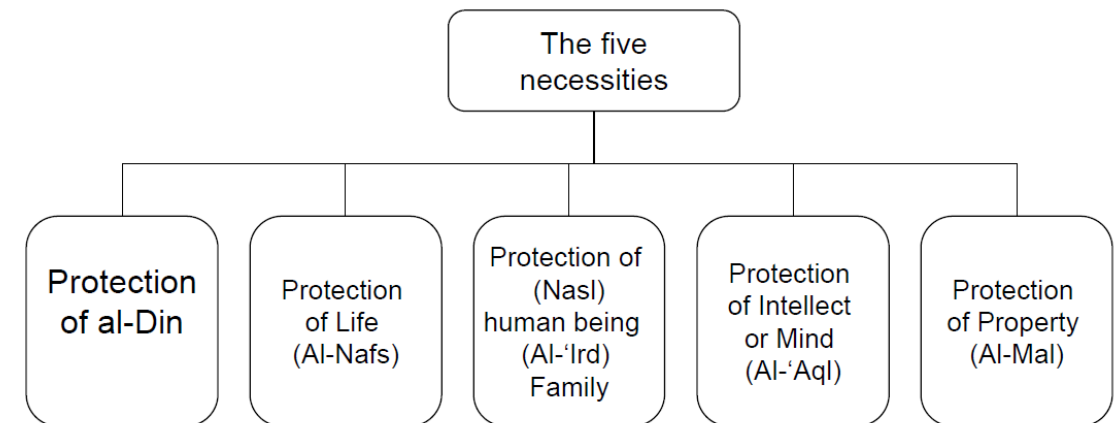 The five
necessities
Protection
of al-Din
Protection
of Life
(Al-Nafs)
Protection of
(Nasl)
human being
(Al-‘Ird)
Family
Protection
of Intellect
or Mind
(Al-‘Aql)
Protection
of Property
(Al-Mal)